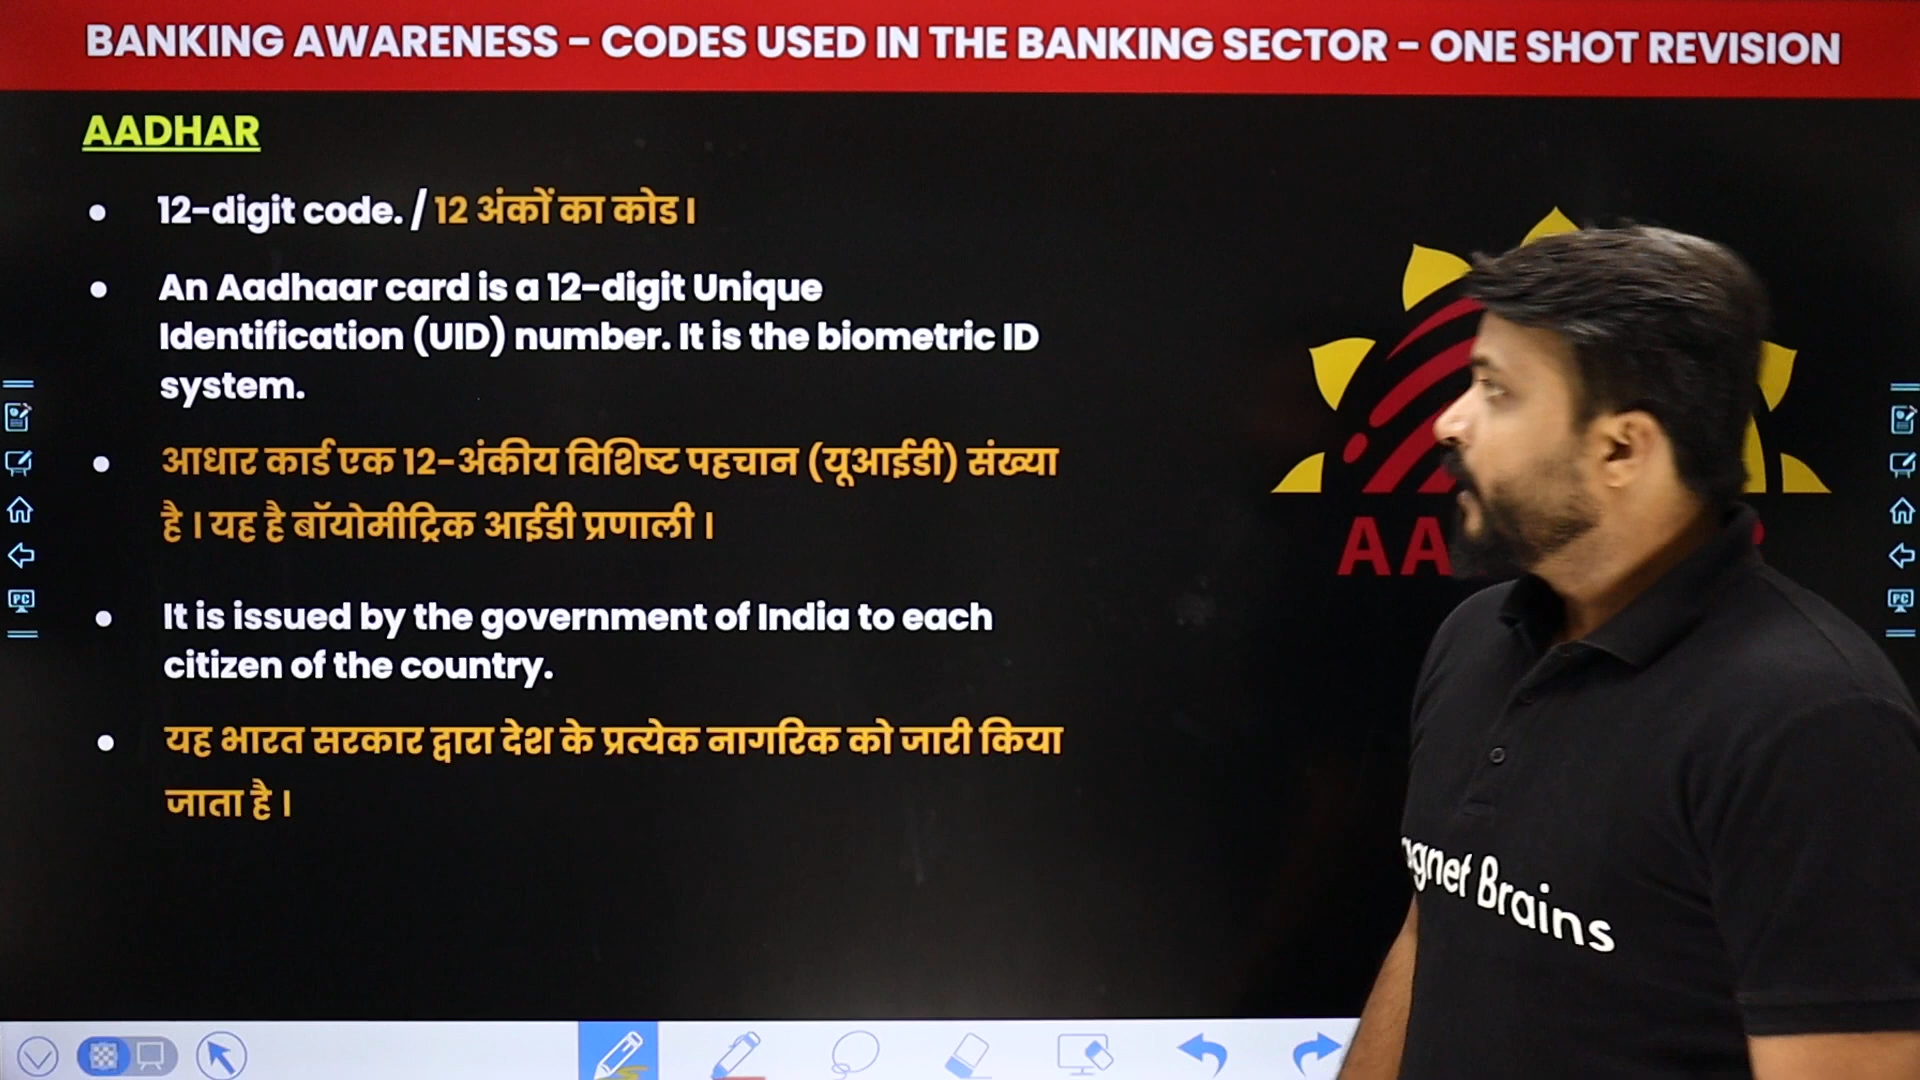 BANKING AWARENESS - CODES USED IN THE BANKING SECTOR - ONE SHOT REVISION
AADHAR
12-digit code. / 12 अंकों का कोड।
An Aadhaar card is a 12-digit Unique
Identification (UID) number. It is the biometric ID
system.
आधार कार्ड एक 12-अंकीय विशिष्ट पहचान (यूआईडी) संख्या
है। यह है बॉयोमीट्रिक आईडी प्रणाली।
It is issued by the government of India to each
citizen of the country.
यह भारत सरकार द्वारा देश के प्रत्येक नागरिक को जारी किया
जाता है।
Brains
PC
PC